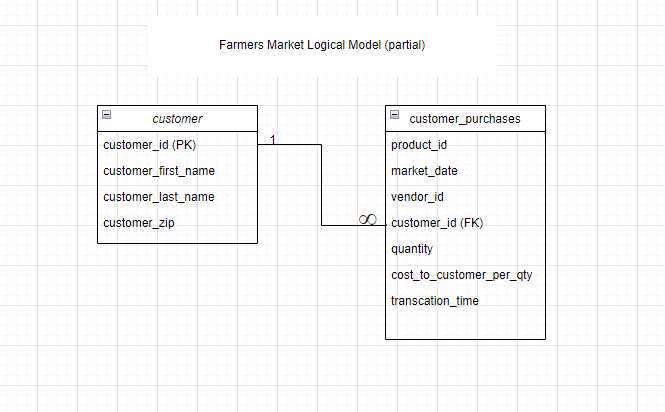 Farmers Market Logical Model (partial)
customer
customer_id (PK)
customer_first_name
customer_last_name
customer_zip
1
∞
customer_purchases
product_id
market_date
vendor_id
customer_id (FK)
quantity
cost_to_customer_per_qty
transcation_time